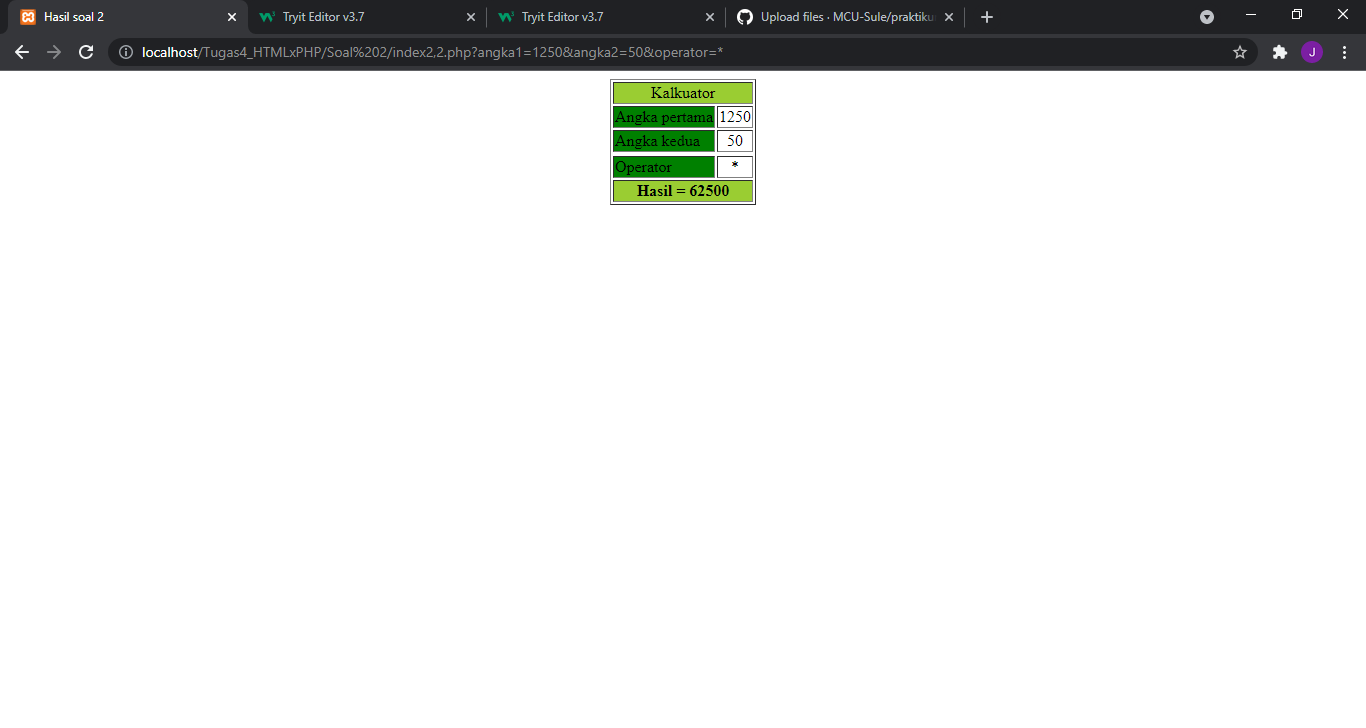 Hasil soal 2
Tryit Editor v3.7
Tryit Editor v3.7
Upload files · MCU-Sule/praktiku
localhost/Tugas4_HTMLxPHP/Soal%202/index2,2.php?angka1=1250&angka2=50&operator=*
J
Kalkuator
Angka pertama 1250
Angka kedua 50
Operator *
Hasil = 62500